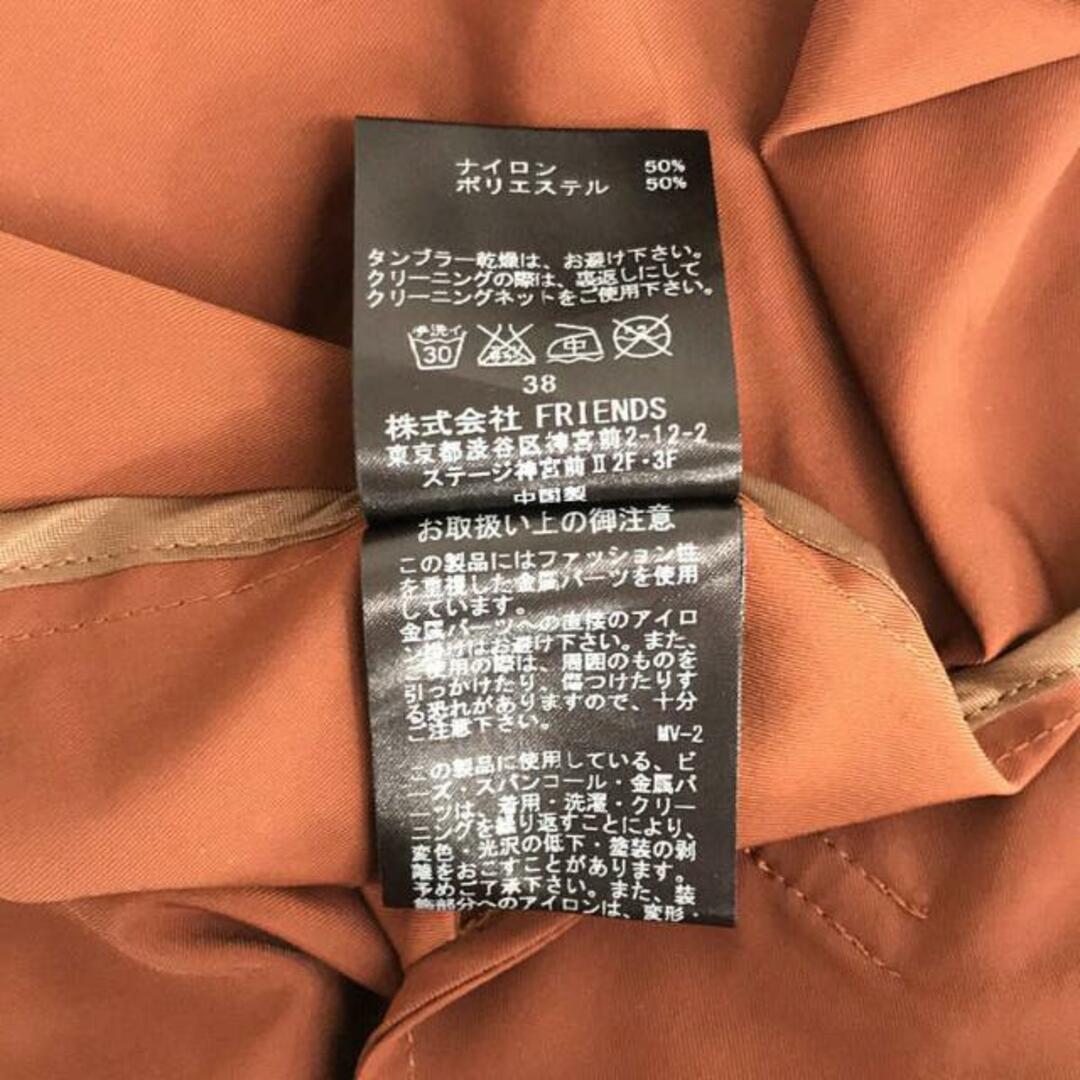 ナイロン 50%
ポリエステル 50%
タンブラー乾燥は、お避け下さい。
クリーニングの際は、裏返しにして
クリーニングネットをご使用下さい。
手洗イ
30
中
38
株式会社 FRIENDS
東京都渋谷区神宮前2-12-2
ステージ神宮前Ⅱ2F・3F
中国製
お取扱い上の御注意
この製品にはファッション性
を重視した金属パーツを使用
しています。
金属パーツへの直接のアイロ
ン掛けはお避け下さい。また、
ご使用の際は、周囲のものを
引っかけたり、傷つけたりす
る恐れがありますので、十分
ご注意下さい。
MV-2
この製品に使用している、ビ
ーズ・スパンコール・金属パ
ーツは、着用・洗濯・クリー
ニングを繰り返すことにより、
変色・光沢の低下・塗装の剥
離をおこすことがあります。
予めご了承下さい。また、装
飾部分へのアイロンは、変形・